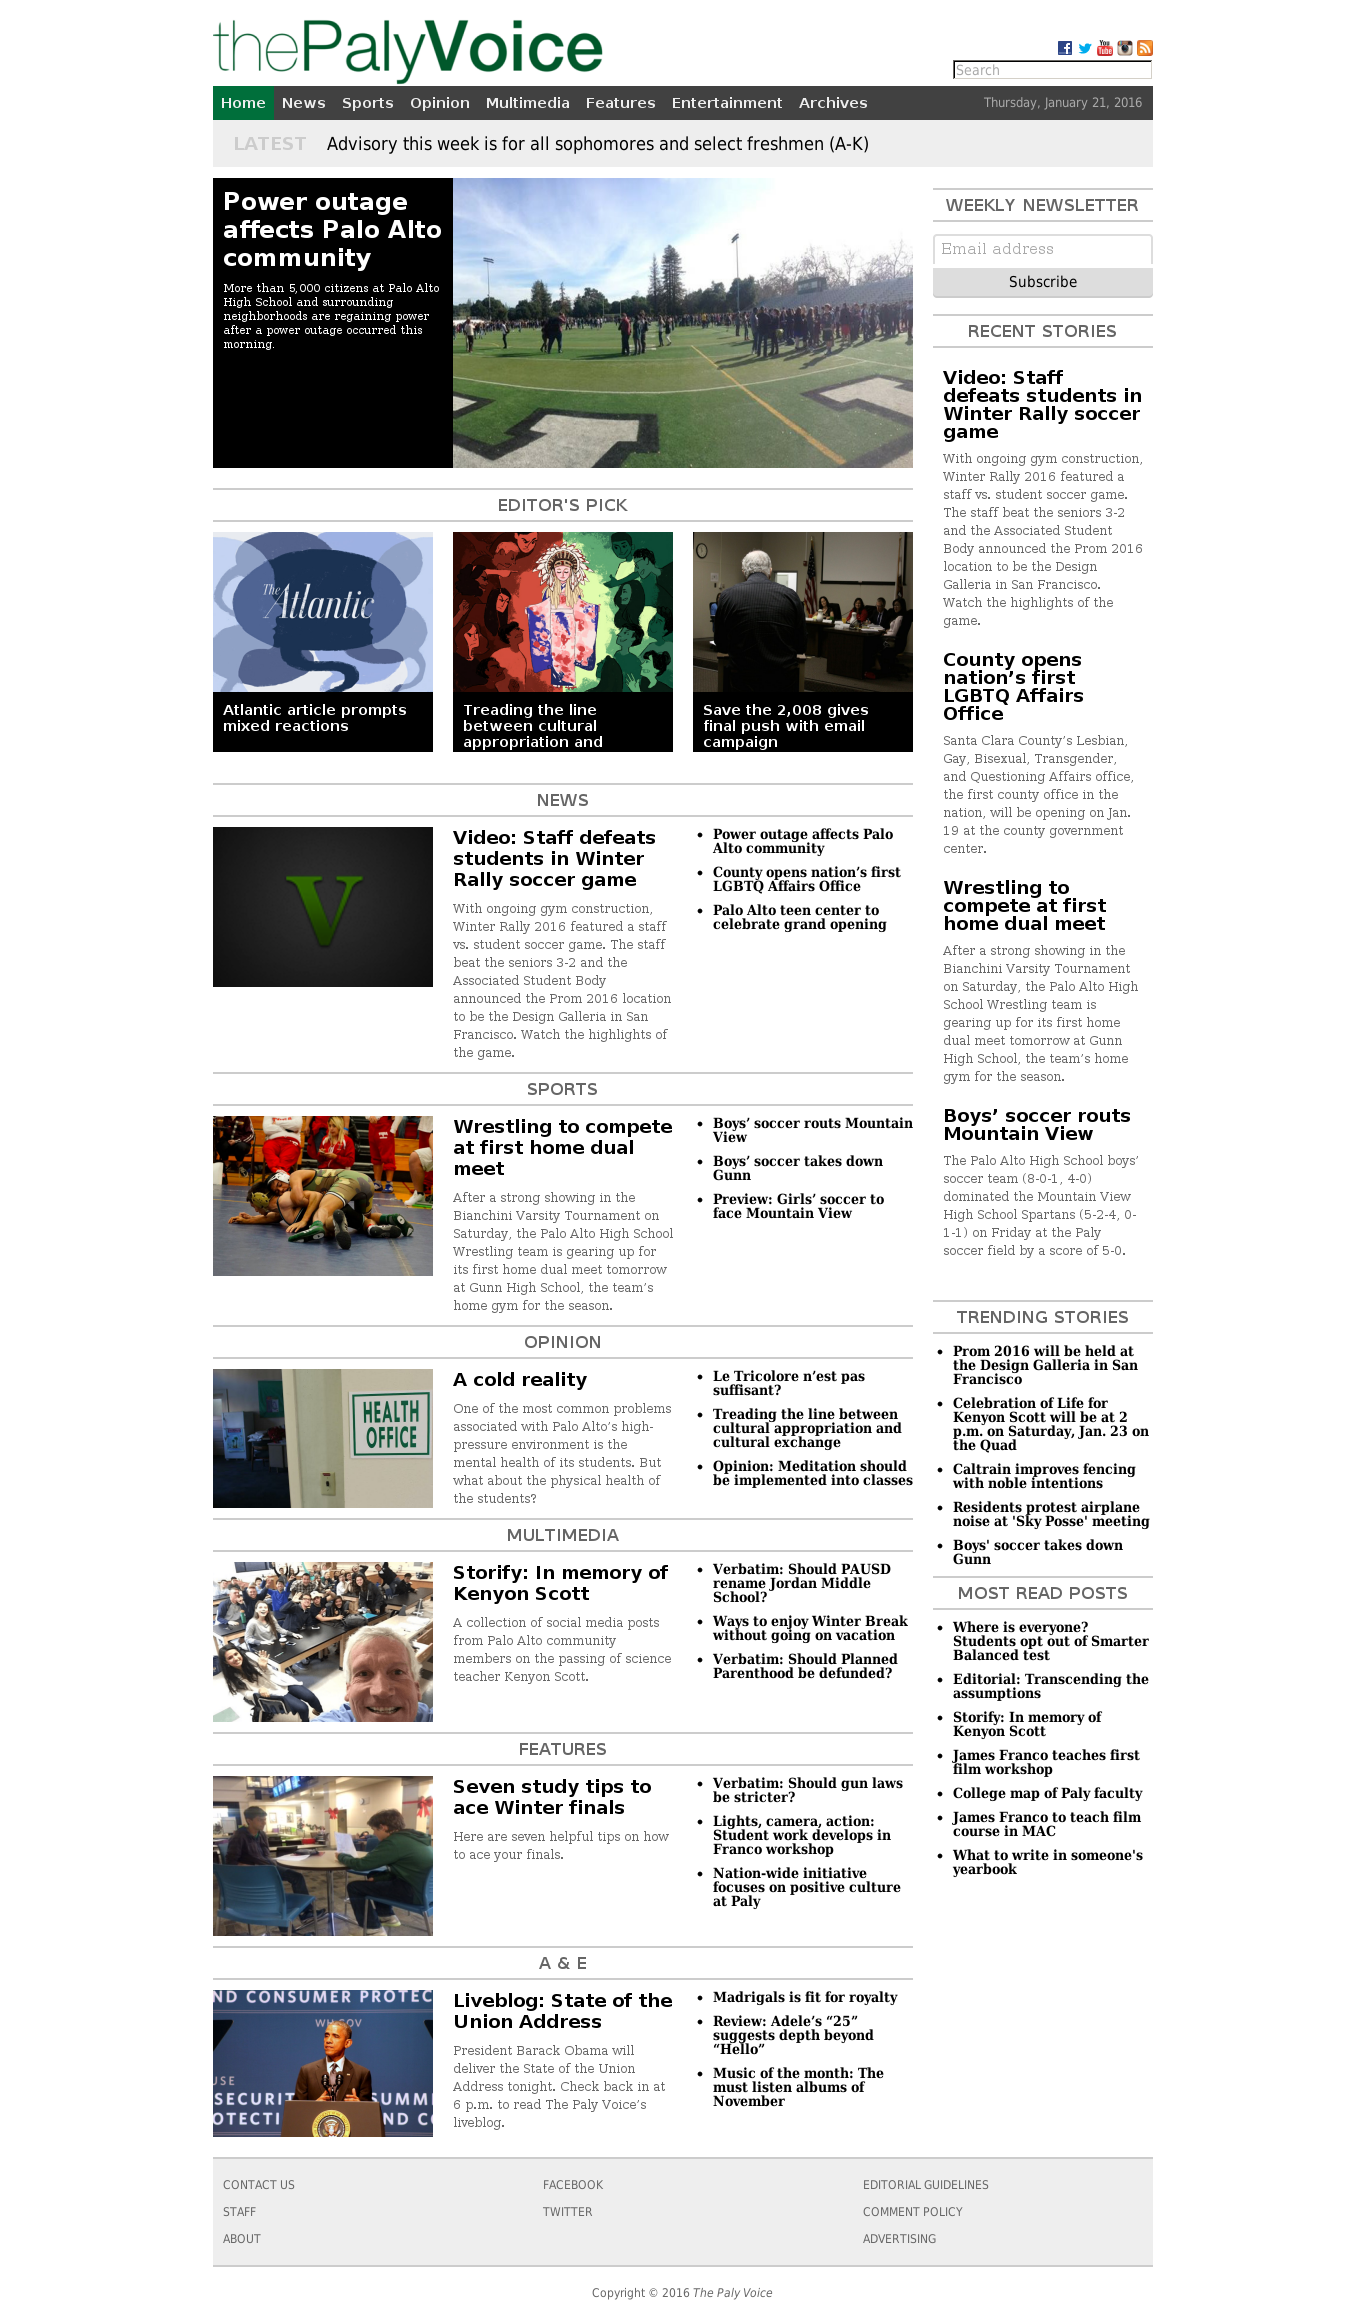 thePalyVoice
Search
Home News Sports Opinion Multimedia Features Entertainment Archives Thursday, January 21, 2016
LATEST Advisory this week is for all sophomores and select freshmen (A-K)
Power outage
affects Palo Alto
community
More than 5,000 citizens at Palo Alto
High School and surrounding
neighborhoods are regaining power
after a power outage occurred this
morning.
EDITOR'S PICK
The
Atlantic
Atlantic article prompts
mixed reactions
Treading the line
between cultural
appropriation and
Save the 2,008 gives
final push with email
campaign
NEWS
V
Video: Staff defeats
students in Winter
Rally soccer game
With ongoing gym construction,
Winter Rally 2016 featured a staff
vs. student soccer game. The staff
beat the seniors 3-2 and the
Associated Student Body
announced the Prom 2016 location
to be the Design Galleria in San
Francisco. Watch the highlights of
the game.
• Power outage affects Palo
Alto community
• County opens nation’s first
LGBTQ Affairs Office
• Palo Alto teen center to
celebrate grand opening
SPORTS
Wrestling to compete
at first home dual
meet
After a strong showing in the
Bianchini Varsity Tournament on
Saturday, the Palo Alto High School
Wrestling team is gearing up for
its first home dual meet tomorrow
at Gunn High School, the team’s
home gym for the season.
• Boys’ soccer routs Mountain
View
• Boys’ soccer takes down
Gunn
• Preview: Girls’ soccer to
face Mountain View
OPINION
HEALTH
OFFICE
A cold reality
One of the most common problems
associated with Palo Alto’s high-
pressure environment is the
mental health of its students. But
what about the physical health of
the students?
• Le Tricolore n’est pas
suffisant?
• Treading the line between
cultural appropriation and
cultural exchange
• Opinion: Meditation should
be implemented into classes
MULTIMEDIA
Storify: In memory of
Kenyon Scott
A collection of social media posts
from Palo Alto community
members on the passing of science
teacher Kenyon Scott.
• Verbatim: Should PAUSD
rename Jordan Middle
School?
• Ways to enjoy Winter Break
without going on vacation
• Verbatim: Should Planned
Parenthood be defunded?
FEATURES
Seven study tips to
ace Winter finals
Here are seven helpful tips on how
to ace your finals.
• Verbatim: Should gun laws
be stricter?
• Lights, camera, action:
Student work develops in
Franco workshop
• Nation-wide initiative
focuses on positive culture
at Paly
A & E
ND CONSUMER PROTEC
WH.GOV
USE
SECURIT SUMM
OTECTI ND CO
Liveblog: State of the
Union Address
President Barack Obama will
deliver the State of the Union
Address tonight. Check back in at
6 p.m. to read The Paly Voice’s
liveblog.
• Madrigals is fit for royalty
• Review: Adele’s “25”
suggests depth beyond
“Hello”
• Music of the month: The
must listen albums of
November
WEEKLY NEWSLETTER
Email address
Subscribe
RECENT STORIES
Video: Staff
defeats students in
Winter Rally soccer
game
With ongoing gym construction,
Winter Rally 2016 featured a
staff vs. student soccer game.
The staff beat the seniors 3-2
and the Associated Student
Body announced the Prom 2016
location to be the Design
Galleria in San Francisco.
Watch the highlights of the
game.
County opens
nation’s first
LGBTQ Affairs
Office
Santa Clara County’s Lesbian,
Gay, Bisexual, Transgender,
and Questioning Affairs office,
the first county office in the
nation, will be opening on Jan.
19 at the county government
center.
Wrestling to
compete at first
home dual meet
After a strong showing in the
Bianchini Varsity Tournament
on Saturday, the Palo Alto High
School Wrestling team is
gearing up for its first home
dual meet tomorrow at Gunn
High School, the team’s home
gym for the season.
Boys’ soccer routs
Mountain View
The Palo Alto High School boys’
soccer team (8-0-1, 4-0)
dominated the Mountain View
High School Spartans (5-2-4, 0-
1-1) on Friday at the Paly
soccer field by a score of 5-0.
TRENDING STORIES
• Prom 2016 will be held at
the Design Galleria in San
Francisco
• Celebration of Life for
Kenyon Scott will be at 2
p.m. on Saturday, Jan. 23 on
the Quad
• Caltrain improves fencing
with noble intentions
• Residents protest airplane
noise at 'Sky Posse' meeting
• Boys' soccer takes down
Gunn
MOST READ POSTS
• Where is everyone?
Students opt out of Smarter
Balanced test
• Editorial: Transcending the
assumptions
• Storify: In memory of
Kenyon Scott
• James Franco teaches first
film workshop
• College map of Paly faculty
• James Franco to teach film
course in MAC
• What to write in someone's
yearbook
CONTACT US FACEBOOK EDITORIAL GUIDELINES
STAFF TWITTER COMMENT POLICY
ABOUT ADVERTISING
Copyright © 2016 The Paly Voice